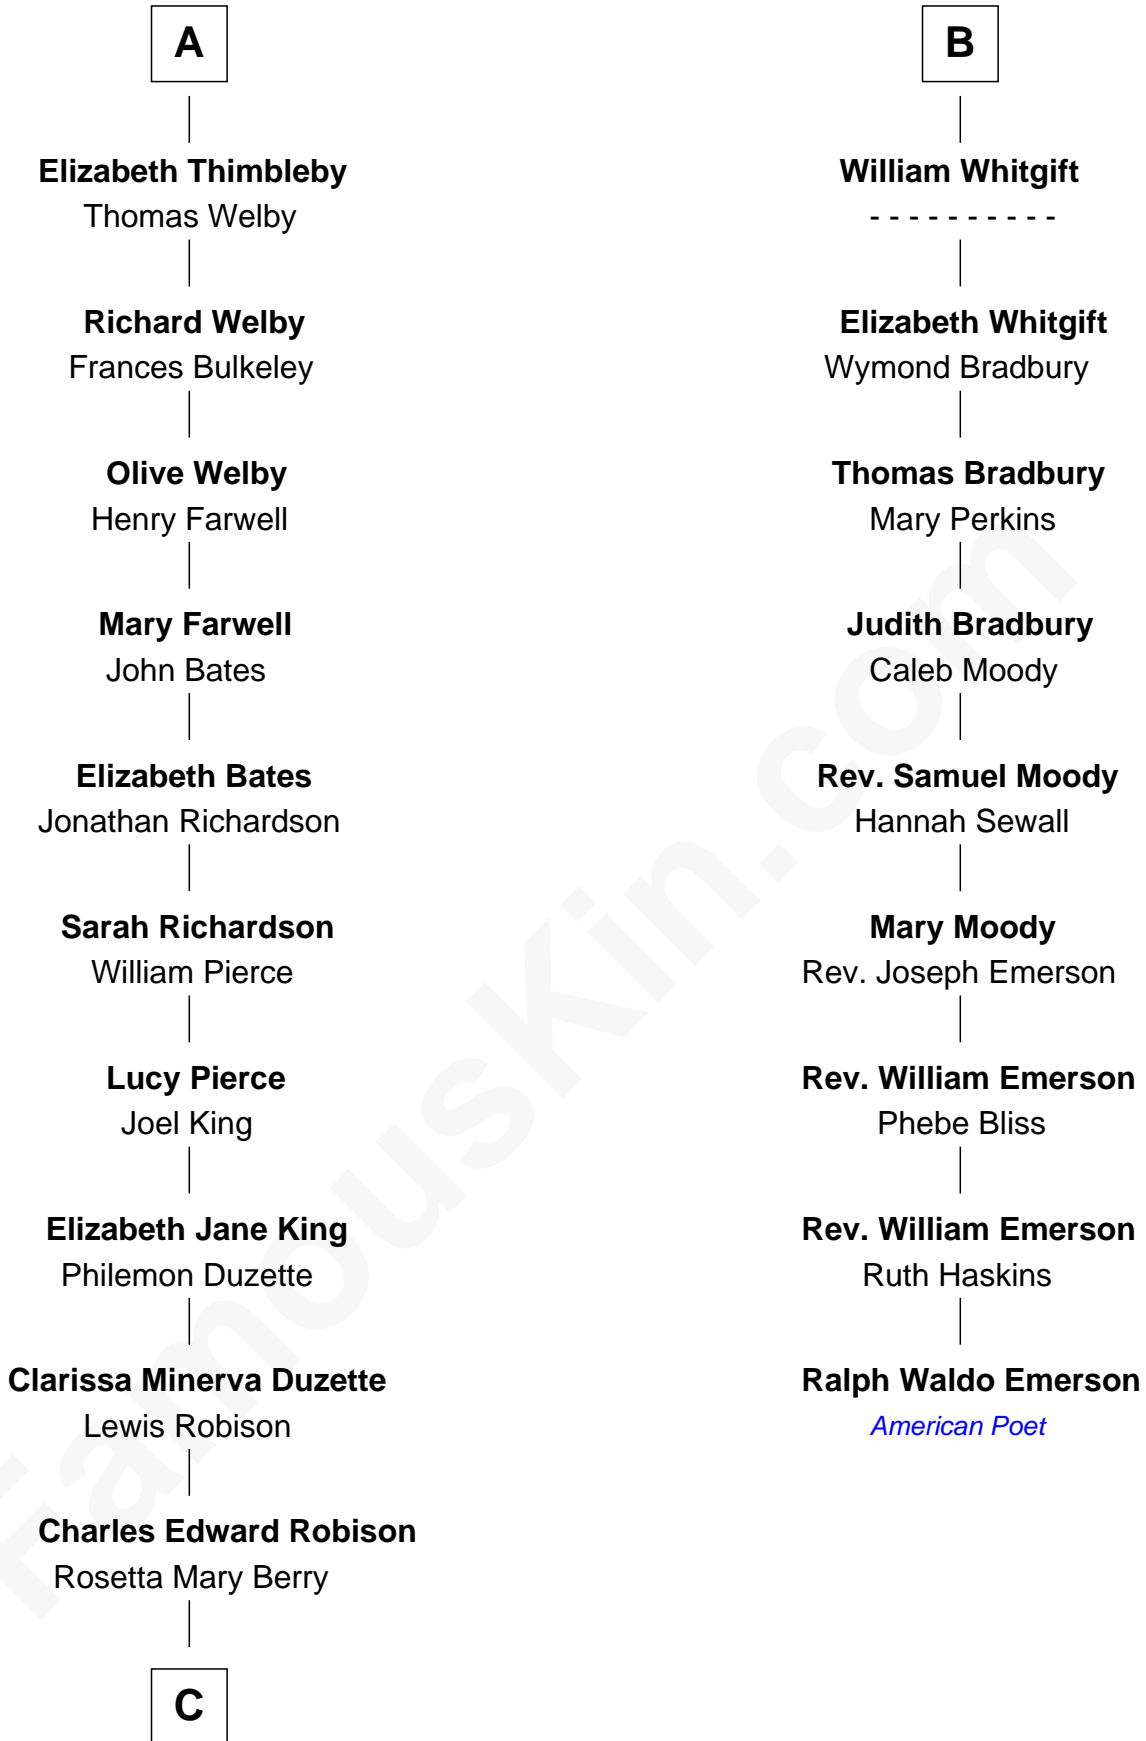 A
Elizabeth Thimbleby
Thomas Welby
Richard Welby
Frances Bulkeley
Olive Welby
Henry Farwell
Mary Farwell
John Bates
Elizabeth Bates
Jonathan Richardson
Sarah Richardson
William Pierce
Lucy Pierce
Joel King
Elizabeth Jane King
Philemon Duzette
Clarissa Minerva Duzette
Lewis Robison
Charles Edward Robison
Rosetta Mary Berry
C
B
William Whitgift
- - - - - - - - - -
Elizabeth Whitgift
Wymond Bradbury
Thomas Bradbury
Mary Perkins
Judith Bradbury
Caleb Moody
Rev. Samuel Moody
Hannah Sewall
Mary Moody
Rev. Joseph Emerson
Rev. William Emerson
Phebe Bliss
Rev. William Emerson
Ruth Haskins
Ralph Waldo Emerson
American Poet
FamousKin.com